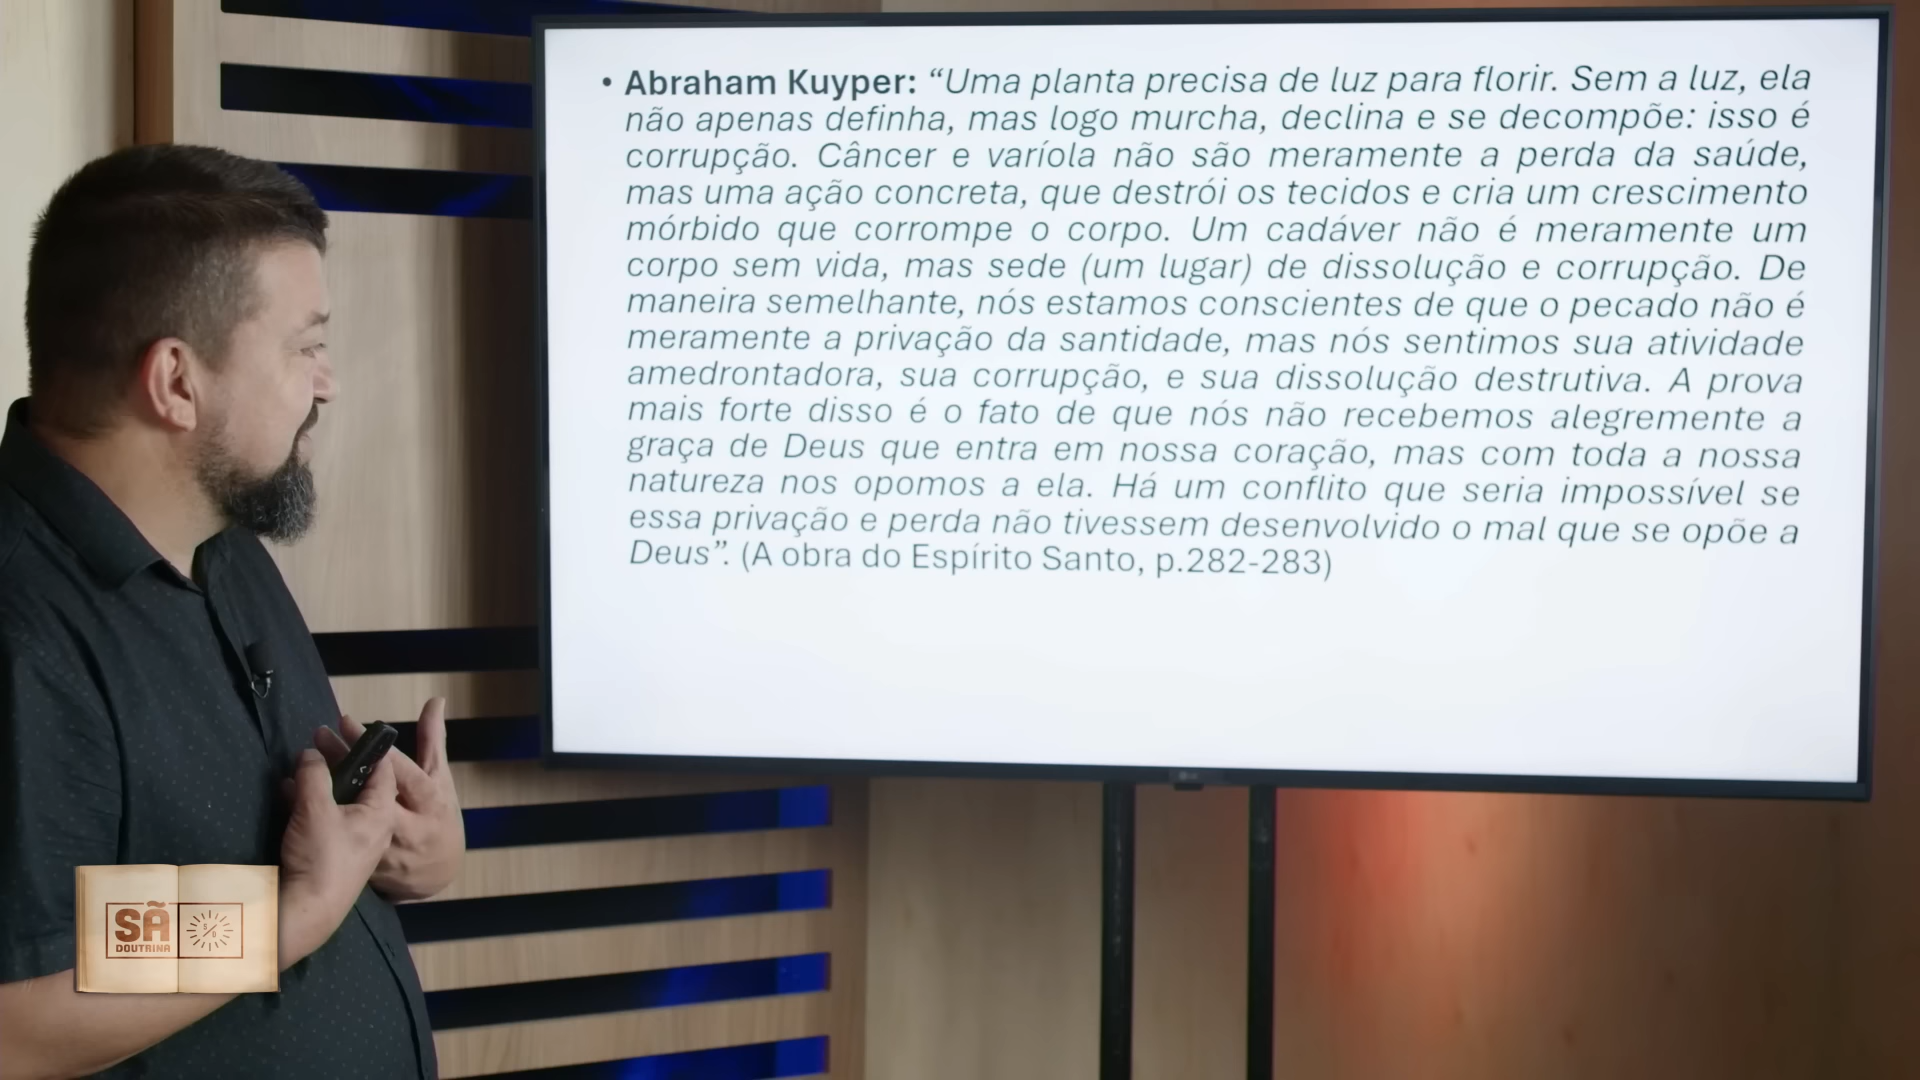 • Abraham Kuyper: “Uma planta precisa de luz para florir. Sem a luz, ela
não apenas definha, mas logo murcha, declina e se decompõe: isso é
corrupção. Câncer e varíola não são meramente a perda da saúde,
mas uma ação concreta, que destrói os tecidos e cria um crescimento
mórbido que corrompe o corpo. Um cadáver não é meramente um
corpo sem vida, mas sede (um lugar) de dissolução e corrupção. De
maneira semelhante, nós estamos conscientes de que o pecado não é
meramente a privação da santidade, mas nós sentimos sua atividade
amedrontadora, sua corrupção, e sua dissolução destrutiva. A prova
mais forte disso é o fato de que nós não recebemos alegremente a
graça de Deus que entra em nossa coração, mas com toda a nossa
natureza nos opomos a ela. Há um conflito que seria impossível se
essa privação e perda não tivessem desenvolvido o mal que se opõe a
Deus”. (A obra do Espírito Santo, p.282-283)
SÃ
DOUTRINA
S/D